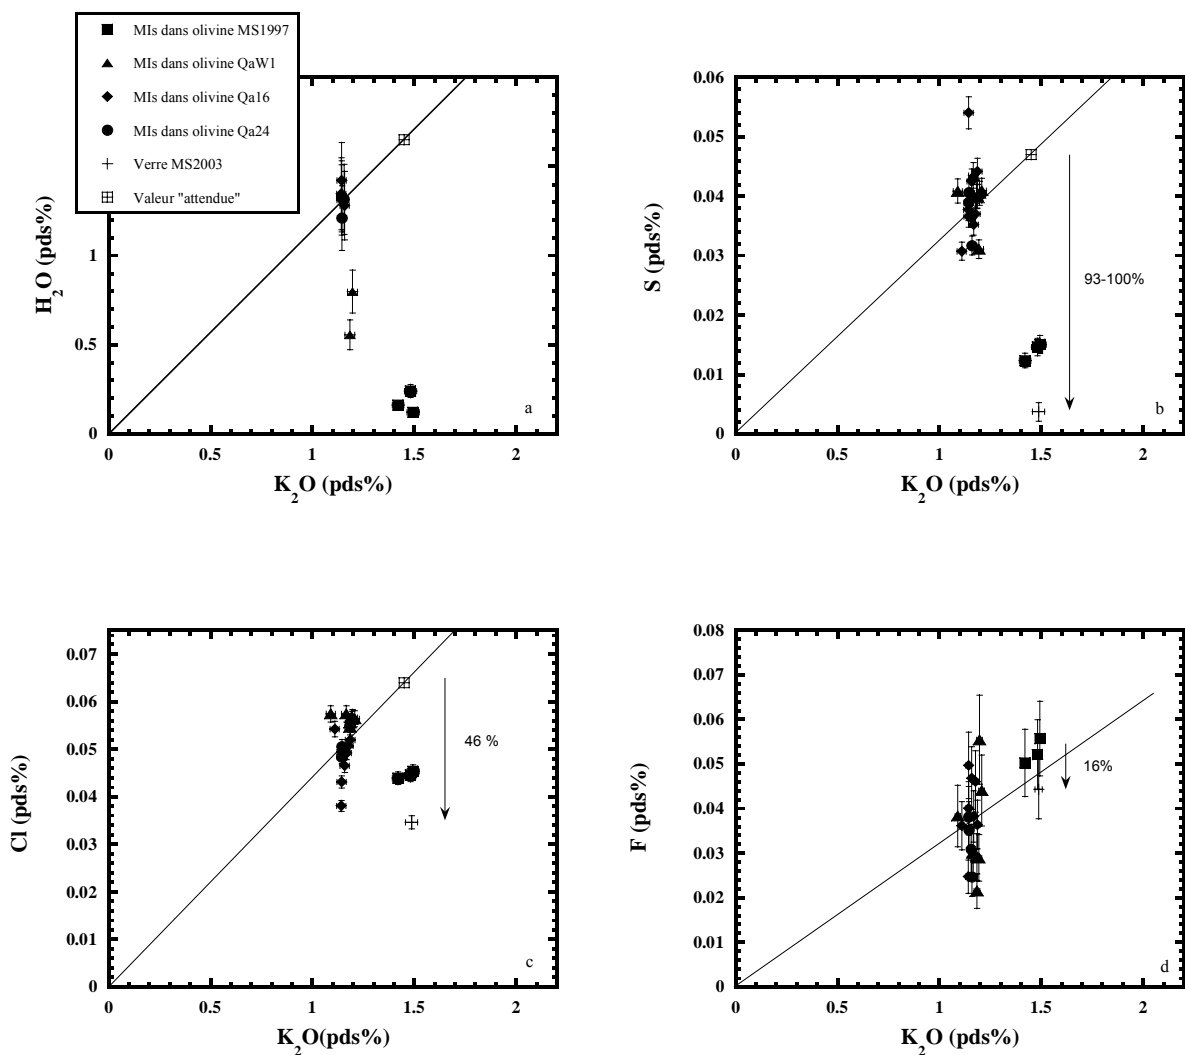 MIs dans olivine MS1997
MIs dans olivine QaW1
MIs dans olivine Qa16
MIs dans olivine Qa24
Verre MS2003
Valeur "attendue"
H2O (pds%)
1
0.5
0
a
0 0.5 1 1.5 2
K2O (pds%)
S (pds%)
0.06
0.05
0.04
0.03
0.02
0.01
0
93-100%
b
0 0.5 1 1.5 2
K2O (pds%)
Cl (pds%)
0.07
0.06
0.05
0.04
0.03
0.02
0.01
0
46 %
c
0 0.5 1 1.5 2
K2O(pds%)
F (pds%)
0.08
0.07
0.06
0.05
0.04
0.03
0.02
0.01
0
16%
d
0 0.5 1 1.5 2
K2O (pds%)